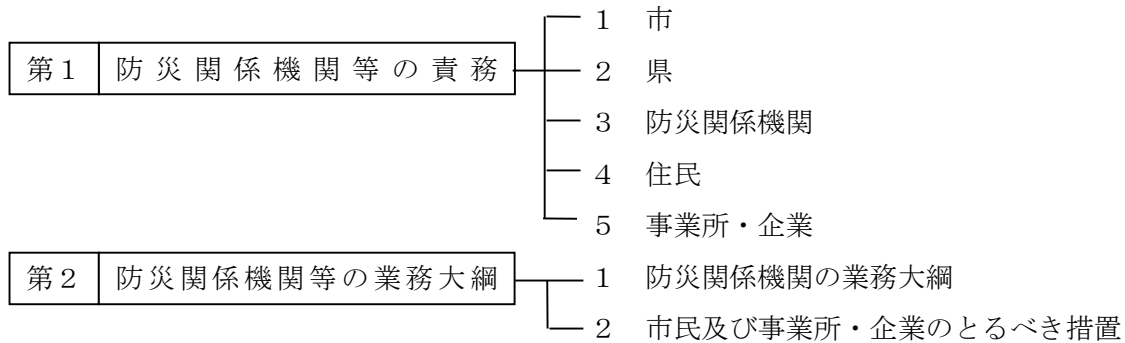 1 市
第1 防災関係機関等の責務 2 県
3 防災関係機関
4 住民
5 事業所・企業
第2 防災関係機関等の業務大綱 1 防災関係機関の業務大綱
2 市民及び事業所・企業のとるべき措置